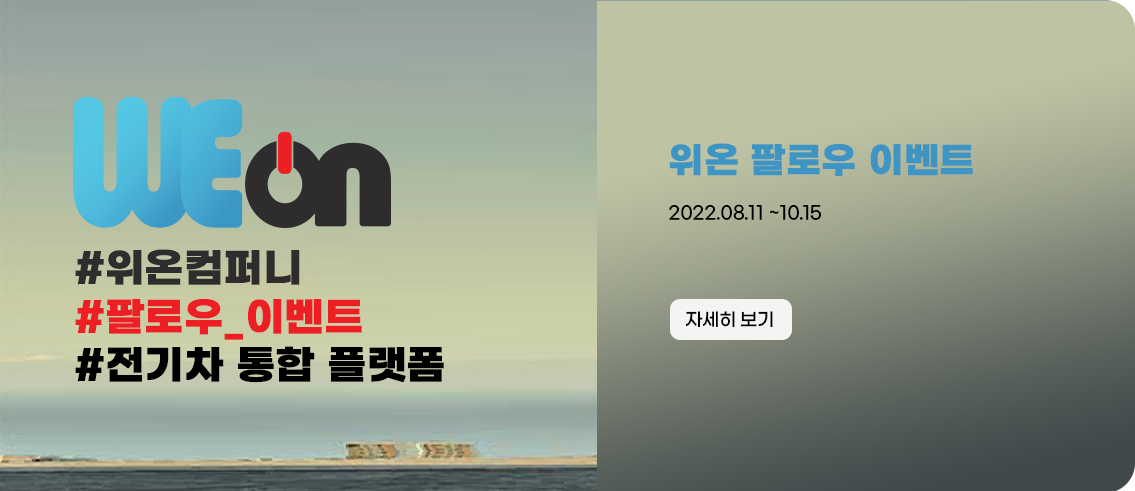 WEon
#위온컴퍼니
#팔로우_이벤트
#전기차 통합 플랫폼
위온 팔로우 이벤트
2022.08.11 ~10.15
자세히 보기